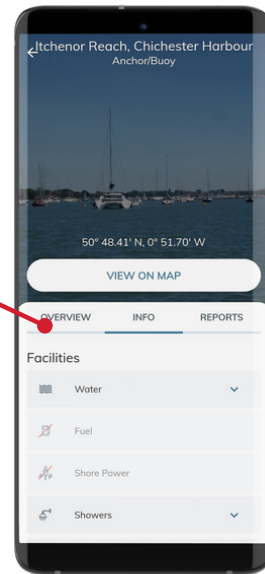 Itchenor Reach, Chichester Harbour
Anchor/Buoy
50° 48.41' N, 0° 51.70' W
VIEW ON MAP
OVERVIEW INFO REPORTS
Facilities
Water
Fuel
Shore Power
Showers